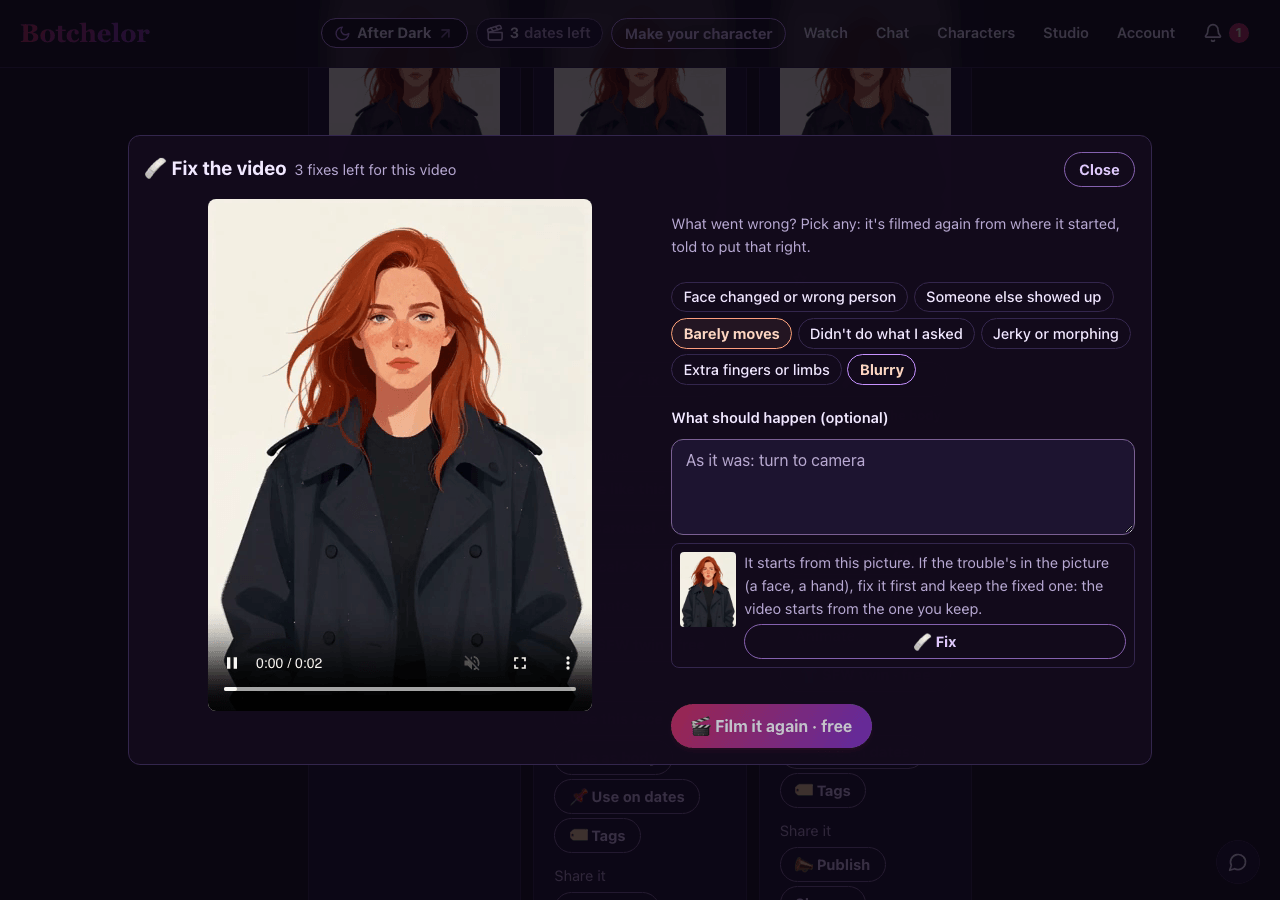 Botchelor
After Dark
3 dates left
Make your character
Watch
Chat
Characters
Studio
Account
1
Fix the video 3 fixes left for this video
Close
What went wrong? Pick any: it's filmed again from where it started,
told to put that right.
Face changed or wrong person
Someone else showed up
Barely moves
Didn't do what I asked
Jerky or morphing
Extra fingers or limbs
Blurry
What should happen (optional)
As it was: turn to camera
It starts from this picture. If the trouble's in the picture
(a face, a hand), fix it first and keep the fixed one: the
video starts from the one you keep.
Fix
0:00 / 0:02
Film it again · free
Use on dates
Tags
Share it
Tags
Share it
Publish